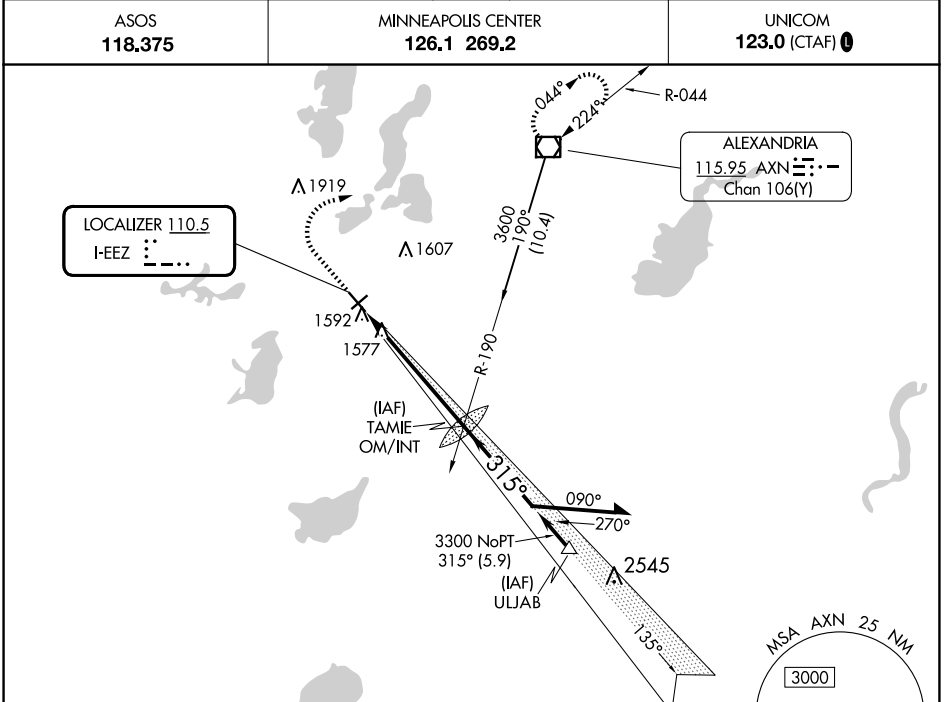 ASOS
118.375
MINNEAPOLIS CENTER
126.1 269.2
UNICOM
123.0 (CTAF) L
044°
224°
R-044
ALEXANDRIA
115.95 AXN
Chan 106(Y)
1919
LOCALIZER 110.5
I-EEZ
1607
3600
190°
(10.4)
1592
1577
R-190
(IAF)
TAMIE
OM/INT
315°
090°
270°
3300 NoPT
315° (5.9)
(IAF)
ULJAB
2545
135°
MSA AXN 25 NM
3000